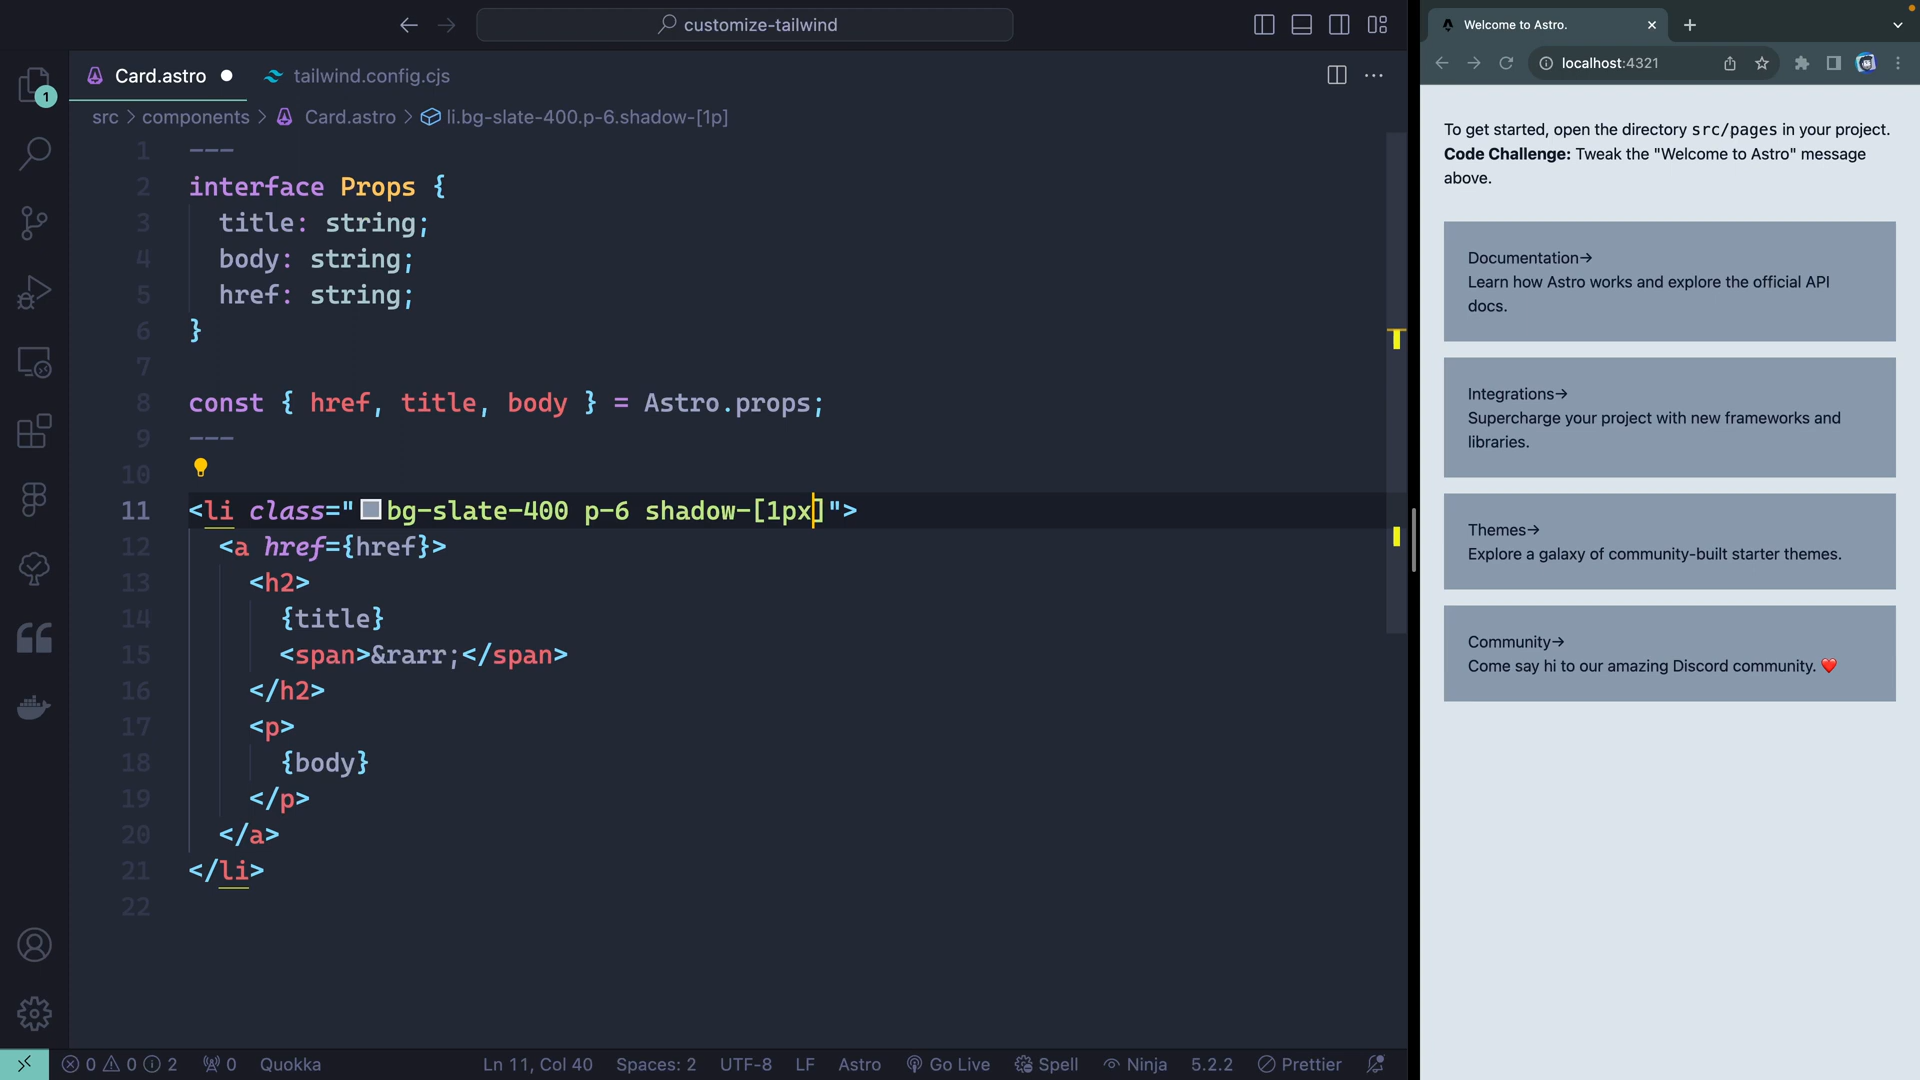 customize-tailwind
Card.astro
tailwind.config.cjs
src > components > Card.astro > li.bg-slate-400.p-6.shadow-[1p]
1 ---
2 interface Props {
3 title: string;
4 body: string;
5 href: string;
6 }
7
8 const { href, title, body } = Astro.props;
9 ---
10
11 <li class="bg-slate-400 p-6 shadow-[1px]">
12 <a href={href}>
13 <h2>
14 {title}
15 <span>&rarr;</span>
16 </h2>
17 <p>
18 {body}
19 </p>
20 </a>
21 </li>
22
1
0 0 2 0 Quokka Ln 11, Col 40 Spaces: 2 UTF-8 LF Astro Go Live Spell Ninja 5.2.2 Prettier
Welcome to Astro.
localhost:4321
To get started, open the directory src/pages in your project.
Code Challenge: Tweak the "Welcome to Astro" message
above.
Documentation→
Learn how Astro works and explore the official API
docs.
Integrations→
Supercharge your project with new frameworks and
libraries.
Themes→
Explore a galaxy of community-built starter themes.
Community→
Come say hi to our amazing Discord community. ❤️